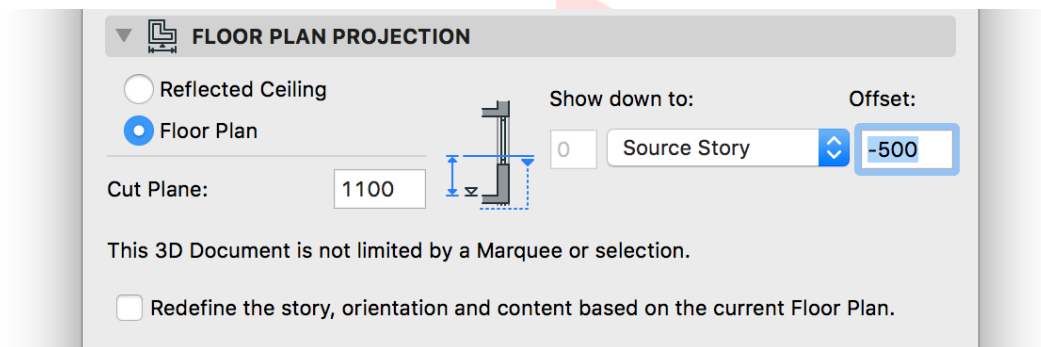 FLOOR PLAN PROJECTION
Reflected Ceiling
Floor Plan
Show down to:
Offset:
0
Source Story
-500
Cut Plane:
1100
This 3D Document is not limited by a Marquee or selection.
Redefine the story, orientation and content based on the current Floor Plan.